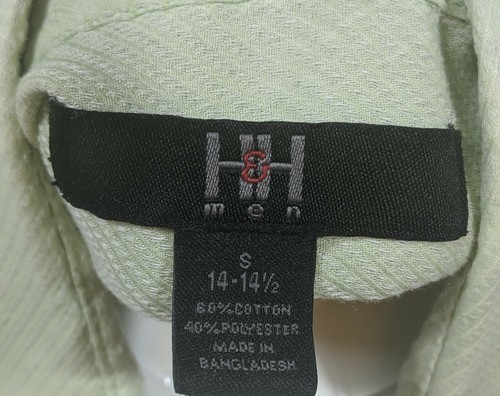 H&H
men
S
14-14½
60% COTTON
40% POLYESTER
MADE IN
BANGLADESH